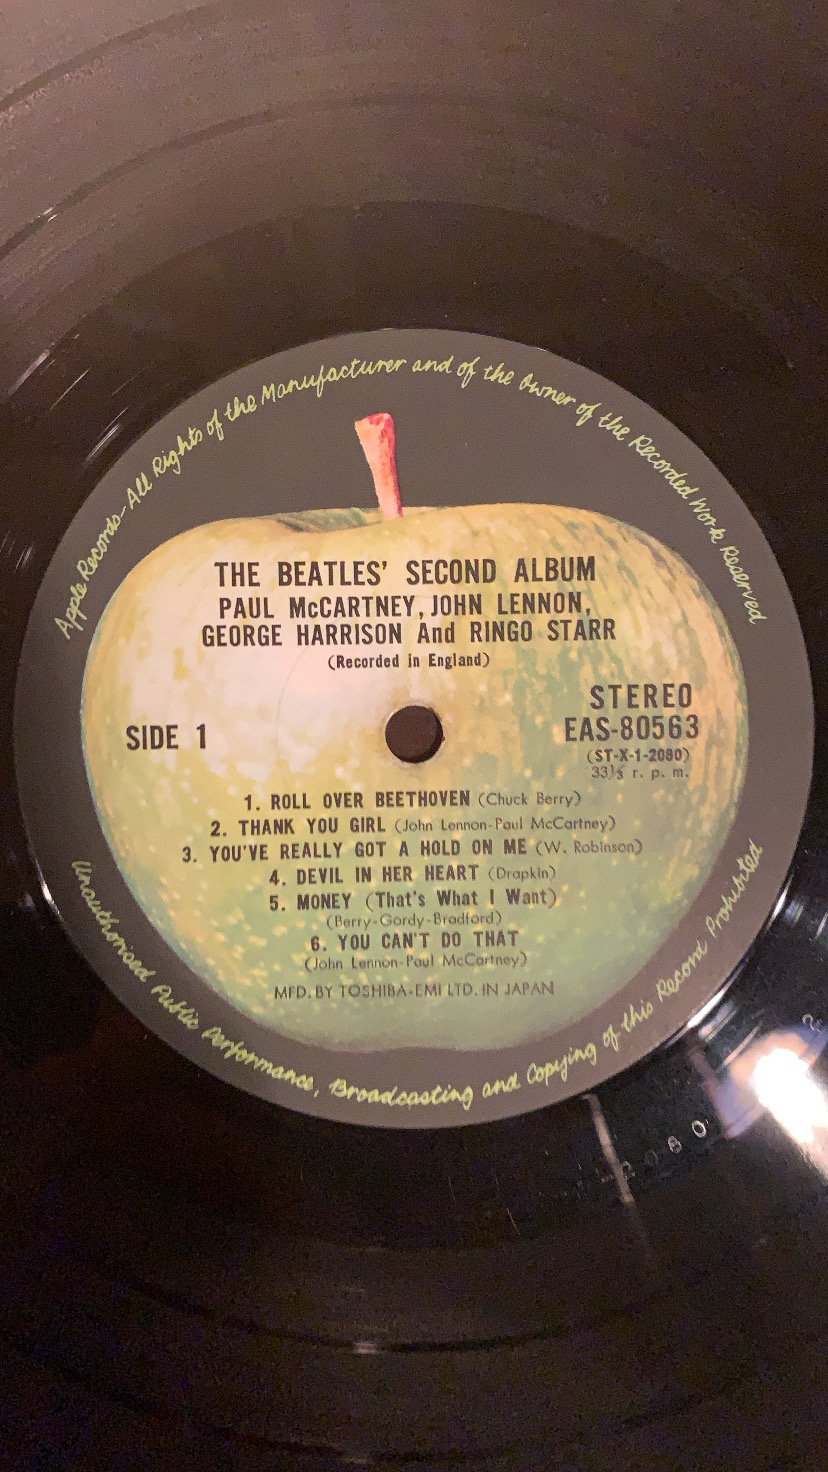 Apple Records-All Rights of the Manufacturer and of the Owner of the Recorded Work Reserved
THE BEATLES' SECOND ALBUM
PAUL McCARTNEY, JOHN LENNON,
GEORGE HARRISON And RINGO STARR
(Recorded in England)
SIDE 1
STEREO
EAS-80563
(ST-X-1-2080)
33⅓ r. p. m.
1. ROLL OVER BEETHOVEN (Chuck Berry)
2. THANK YOU GIRL (John Lennon-Paul McCartney)
3. YOU'VE REALLY GOT A HOLD ON ME (W. Robinson)
4. DEVIL IN HER HEART (Drapkin)
5. MONEY (That's What I Want)
(Berry-Gordy-Bradford)
6. YOU CAN'T DO THAT
(John Lennon-Paul McCartney)
MFD. BY TOSHIBA-EMI LTD. IN JAPAN
Unauthorised Public Performance, Broadcasting and Copying of this Record Prohibited